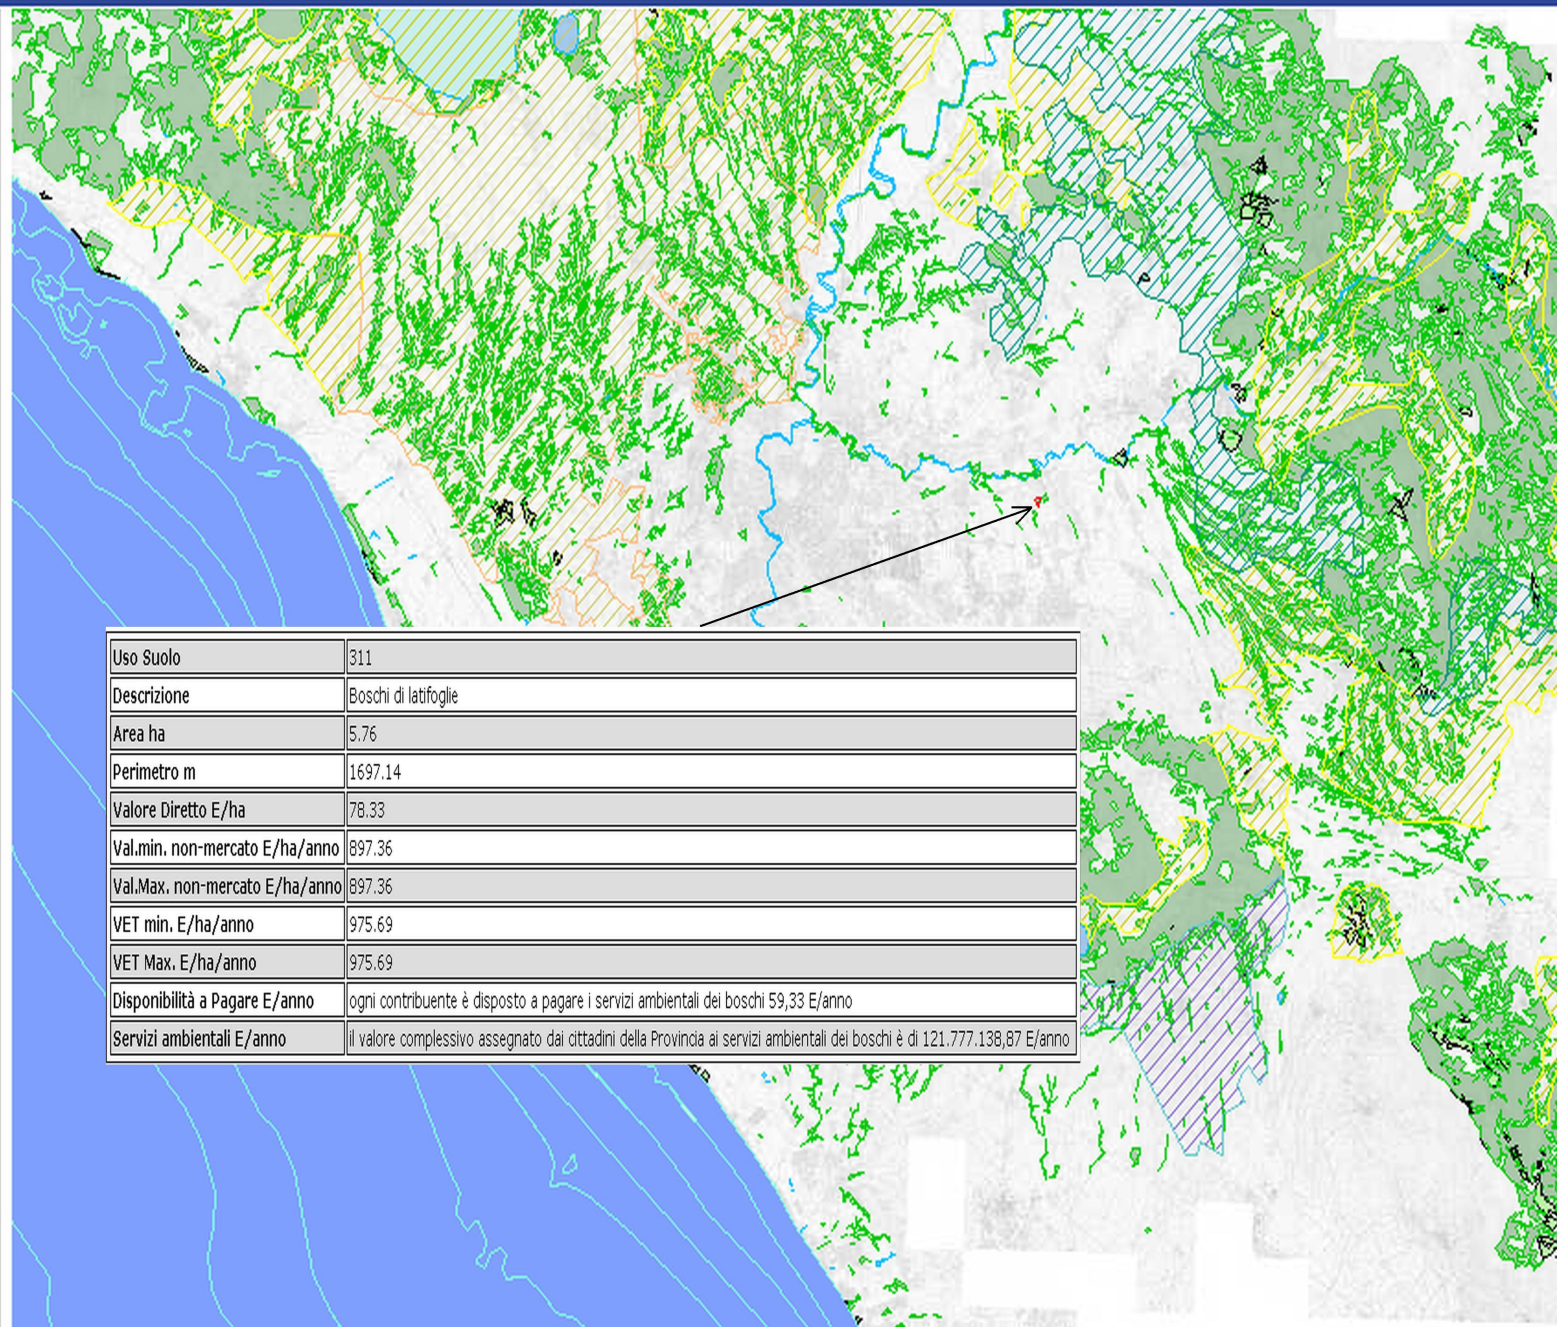 Uso Suolo 311
Descrizione Boschi di latifoglie
Area ha 5.76
Perimetro m 1697.14
Valore Diretto E/ha 78.33
Val.min. non-mercato E/ha/anno 897.36
Val.Max. non-mercato E/ha/anno 897.36
VET min. E/ha/anno 975.69
VET Max. E/ha/anno 975.69
Disponibilità a Pagare E/anno ogni contribuente è disposto a pagare i servizi ambientali dei boschi 59,33 E/anno
Servizi ambientali E/anno il valore complessivo assegnato dai cittadini della Provincia ai servizi ambientali dei boschi è di 121.777.138,87 E/anno